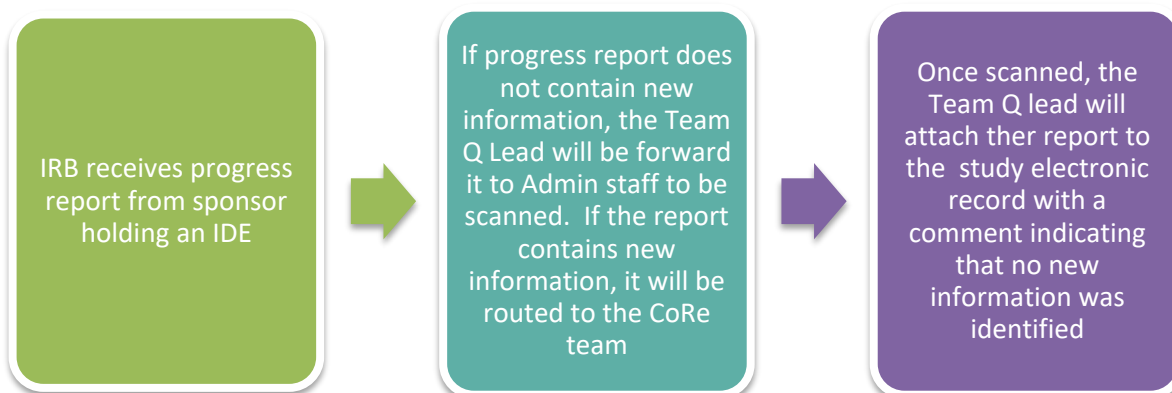 IRB receives progress
report from sponsor
holding an IDE
If progress report does
not contain new
information, the Team
Q Lead will be forward
it to Admin staff to be
scanned. If the report
contains new
information, it will be
routed to the CoRe
team
Once scanned, the
Team Q lead will
attach ther report to
the study electronic
record with a
comment indicating
that no new
information was
identified